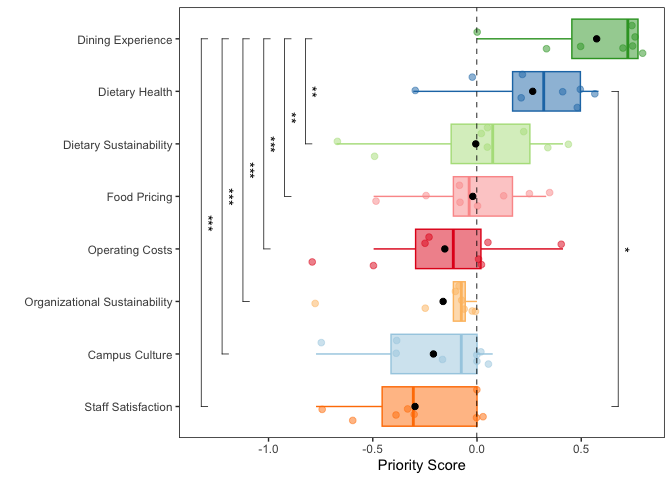 Dining Experience
Dietary Health
Dietary Sustainability
Food Pricing
Operating Costs
Organizational Sustainability
Campus Culture
Staff Satisfaction
***
***
***
***
**
**
*
-1.0 -0.5 0.0 0.5
Priority Score